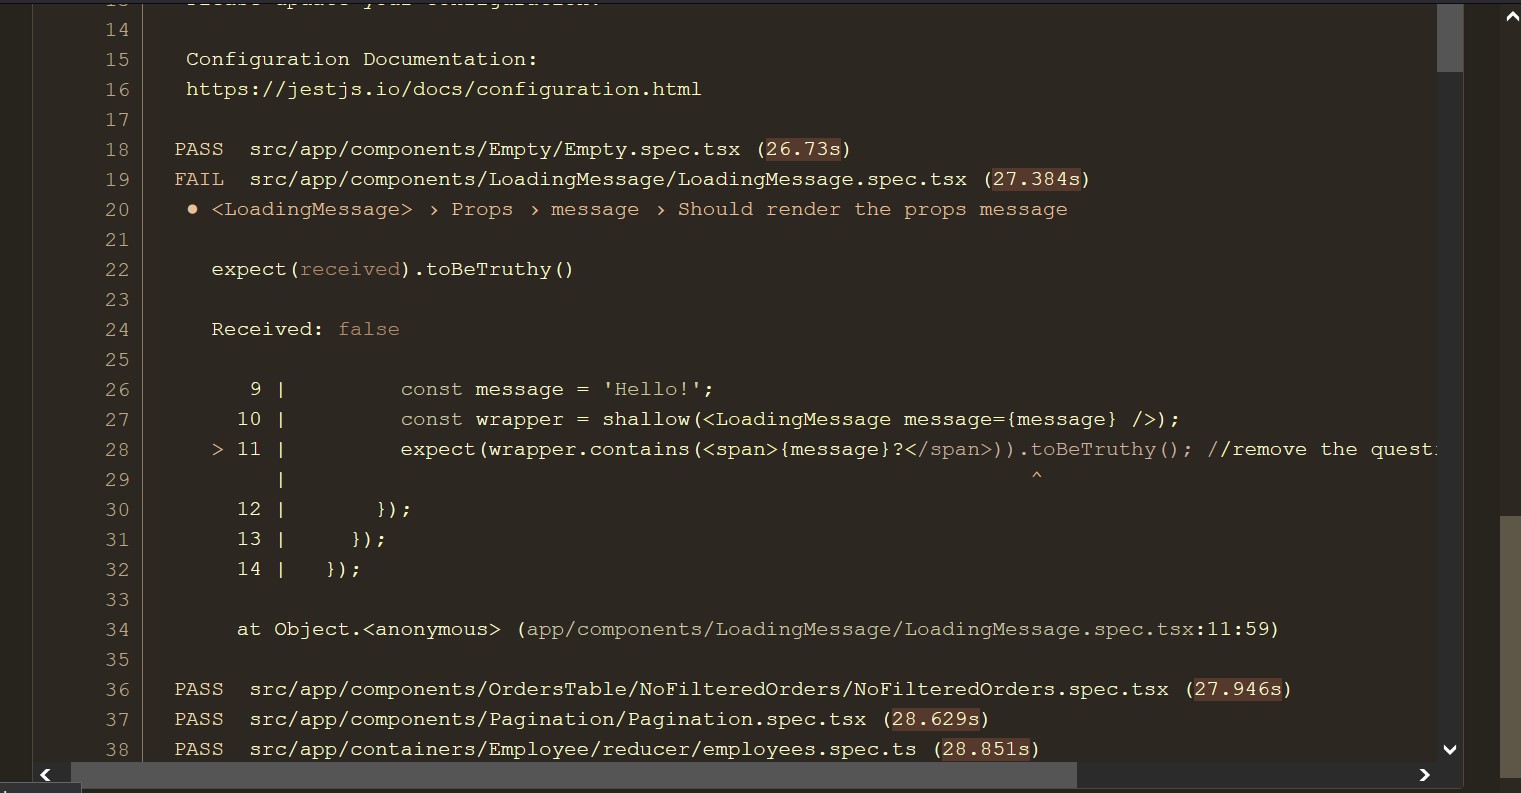 14
15 Configuration Documentation:
16 https://jestjs.io/docs/configuration.html
17
18 PASS src/app/components/Empty/Empty.spec.tsx (26.73s)
19 FAIL src/app/components/LoadingMessage/LoadingMessage.spec.tsx (27.384s)
20 ● <LoadingMessage> › Props › message › Should render the props message
21
22 expect(received).toBeTruthy()
23
24 Received: false
25
26 9 | const message = 'Hello!';
27 10 | const wrapper = shallow(<LoadingMessage message={message} />);
28 > 11 | expect(wrapper.contains(<span>{message}?</span>)).toBeTruthy(); //remove the questi
29 | ^
30 12 | });
31 13 | });
32 14 | });
33
34 at Object.<anonymous> (app/components/LoadingMessage/LoadingMessage.spec.tsx:11:59)
35
36 PASS src/app/components/OrdersTable/NoFilteredOrders/NoFilteredOrders.spec.tsx (27.946s)
37 PASS src/app/components/Pagination/Pagination.spec.tsx (28.629s)
38 PASS src/app/containers/Employee/reducer/employees.spec.ts (28.851s)